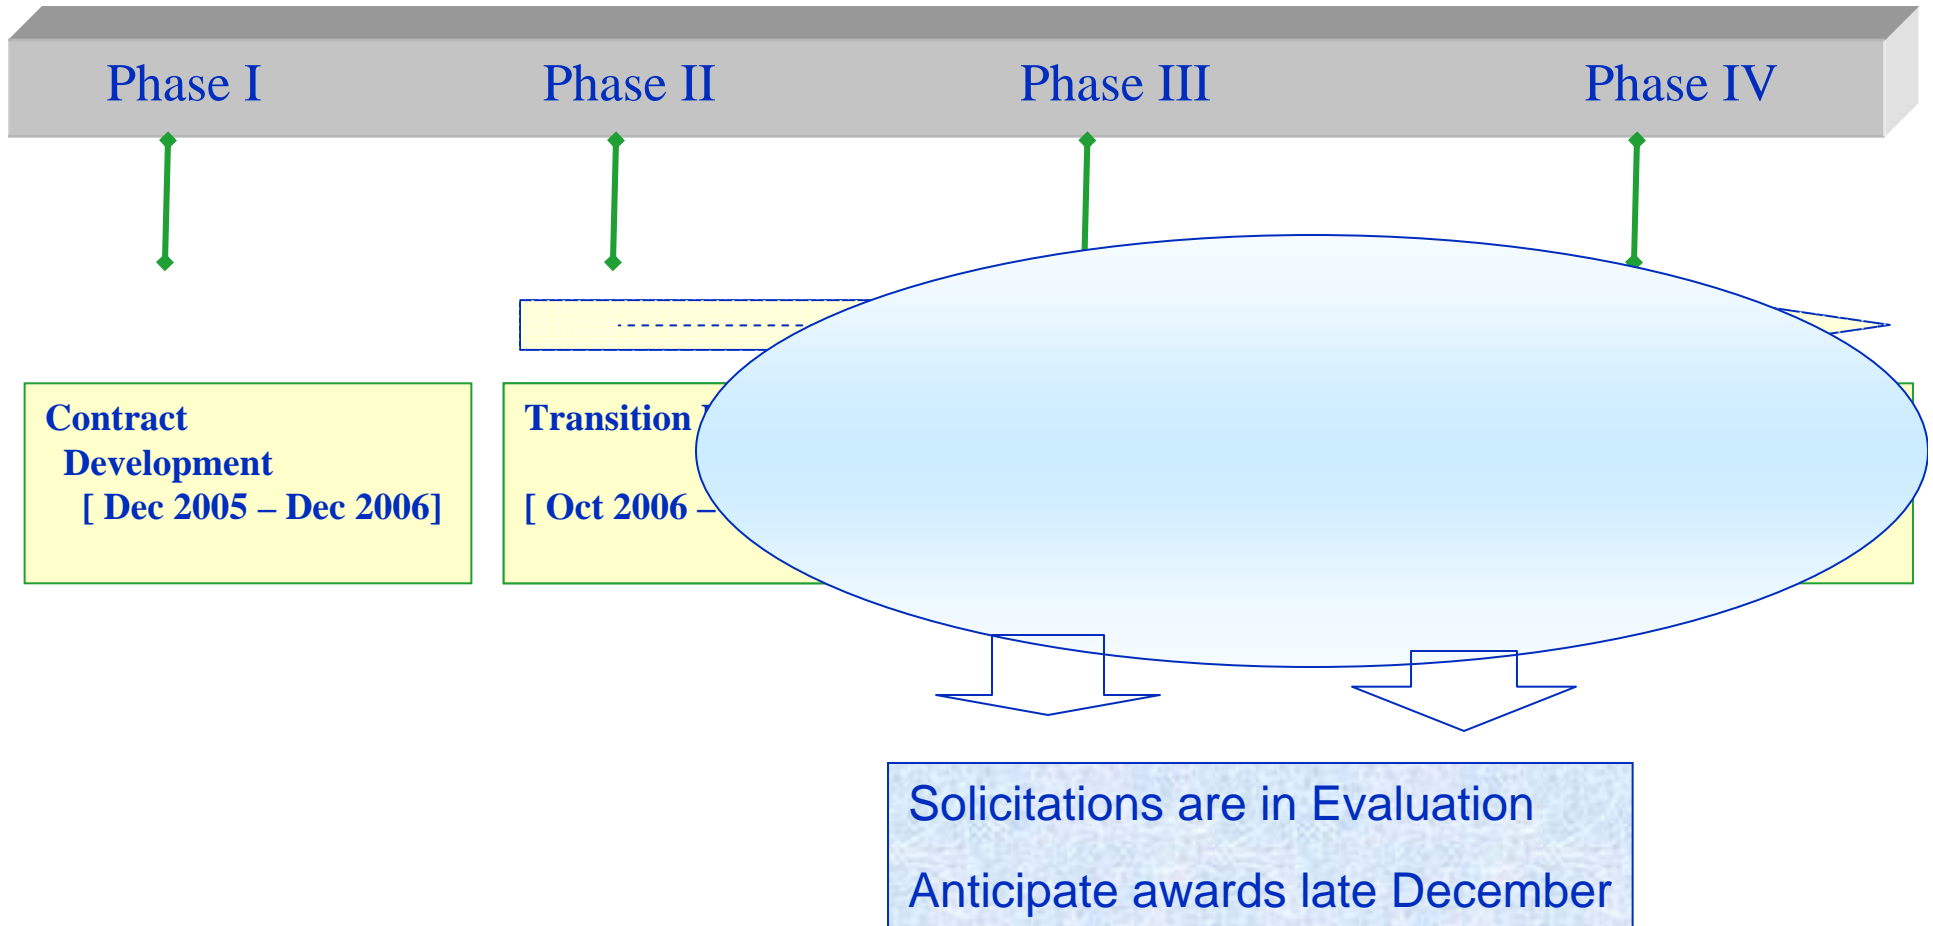 Phase I Phase II Phase III Phase IV
Contract
Development
[ Dec 2005 – Dec 2006]
Transition
[ Oct 2006 –
Solicitations are in Evaluation
Anticipate awards late December